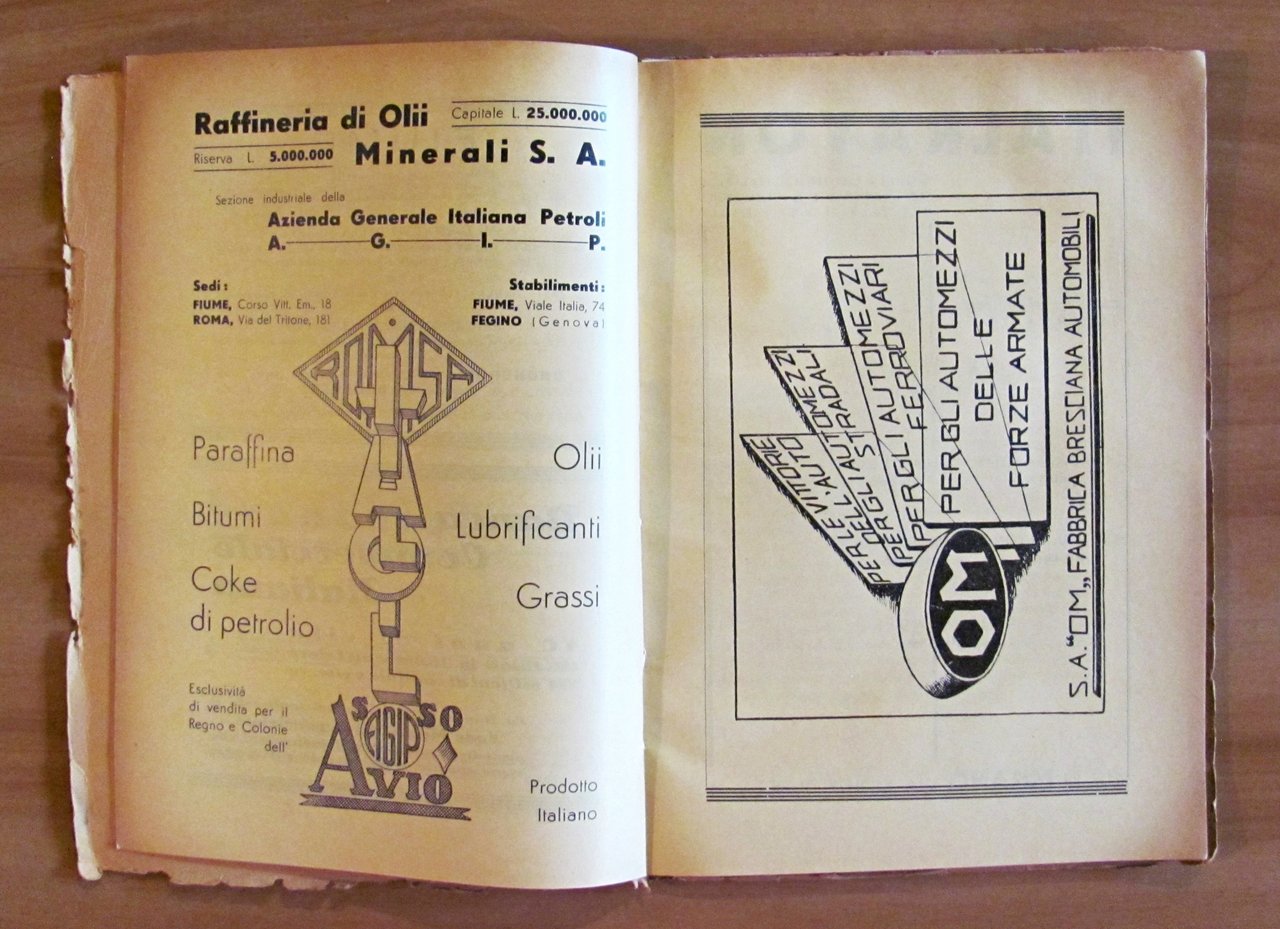 Raffineria di Olii
Capitale L. 25.000.000
Riserva L. 5.000.000
Minerali S. A.
Sezione industriale della
Azienda Generale Italiana Petroli
A. G. I. P.
Sedi:
FIUME, Corso Vitt. Em., 18
ROMA, Via del Tritone, 181
Stabilimenti:
FIUME, Viale Italia, 74
FEGINO (Genova)
ROMSA
Paraffina
Olii
Bitumi
Lubrificanti
Coke
di petrolio
Grassi
Esclusività
di vendita per il
Regno e Colonie
dell'
Asso
AGIP
Avio
Prodotto
Italiano
PER LE VITTORIE
DELL'AUTO
PER GLI AUTOMEZZI
STRADALI
PER GLI AUTOMEZZI
FERROVIARI
PER GLI AUTOMEZZI
DELLE
FORZE ARMATE
OM
S.A. “OM„ FABBRICA BRESCIANA AUTOMOBILI